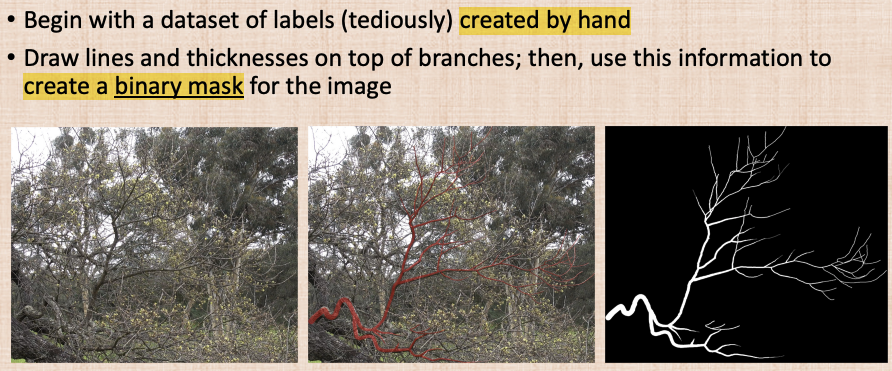 • Begin with a dataset of labels (tediously) created by hand
• Draw lines and thicknesses on top of branches; then, use this information to
create a binary mask for the image